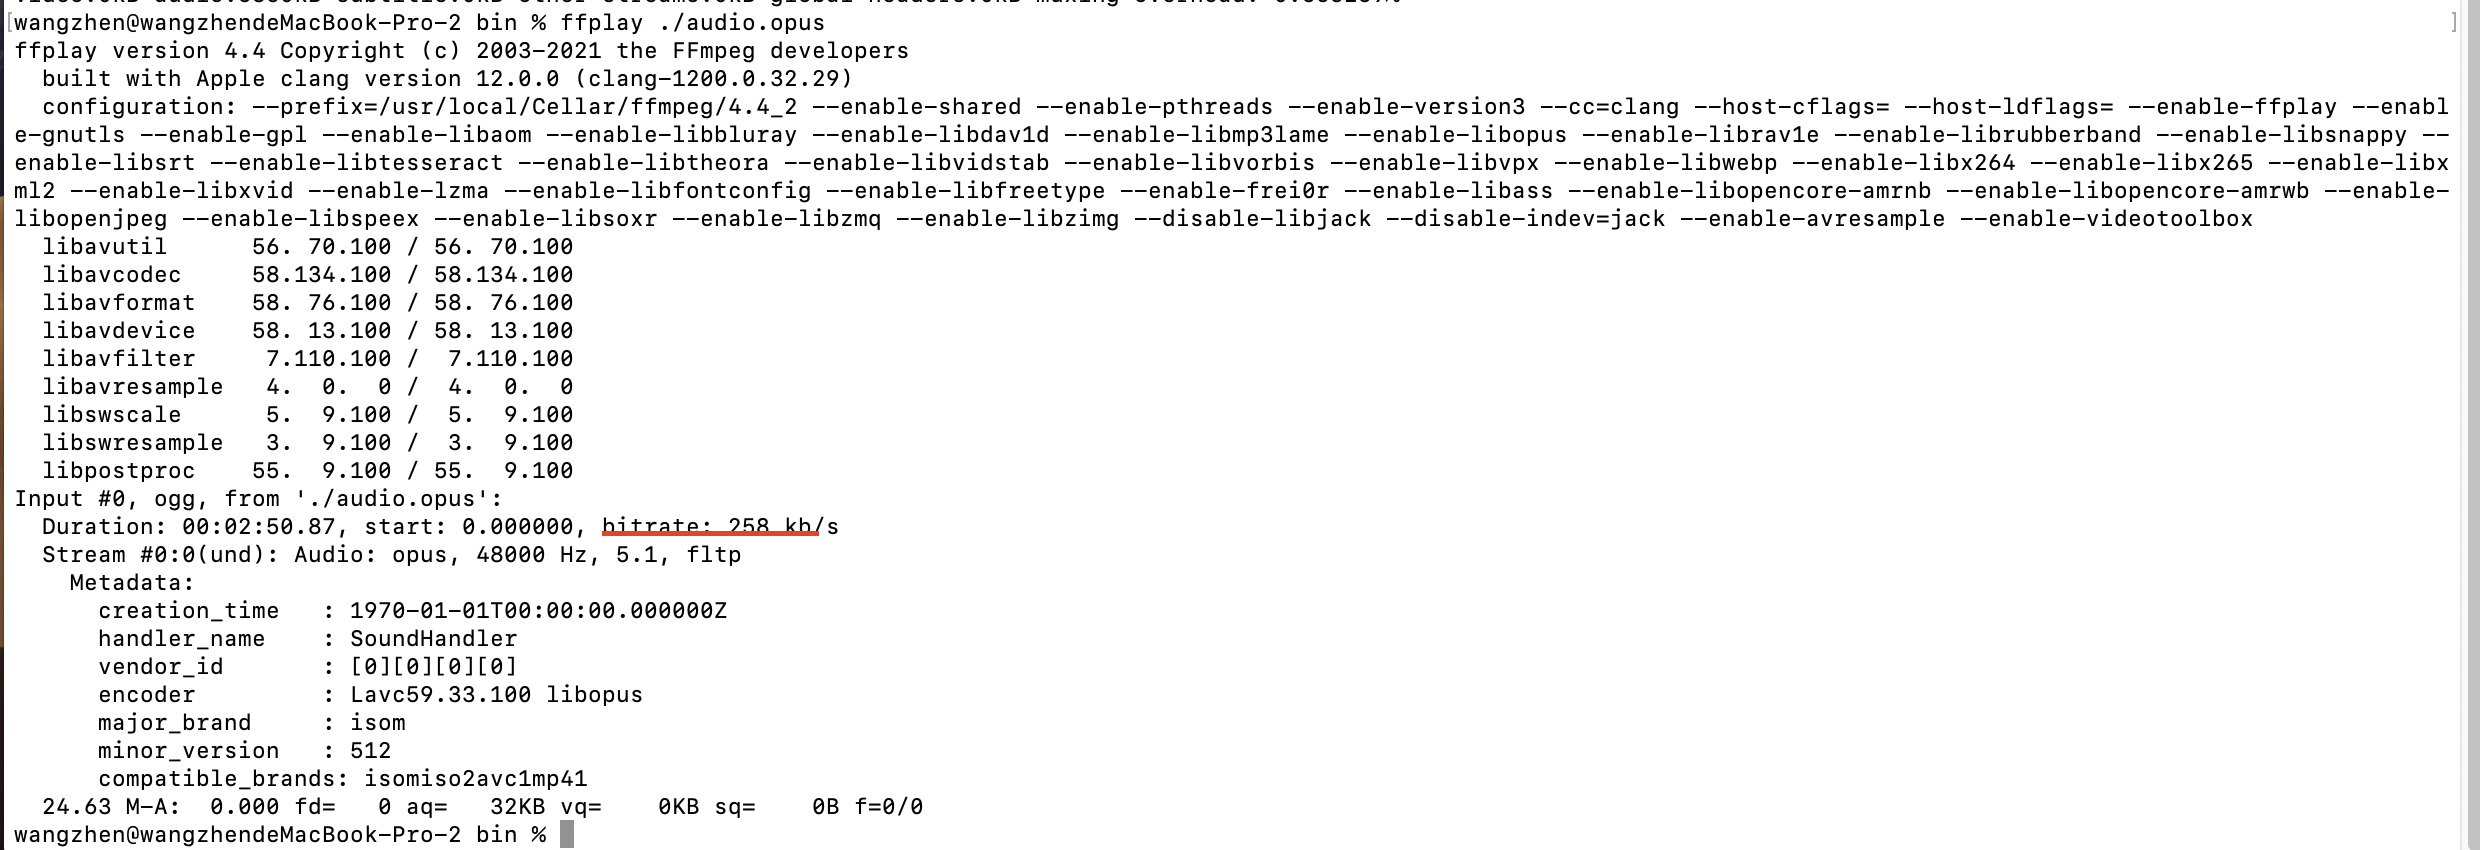 wangzhen@wangzhendeMacBook-Pro-2 bin % ffplay ./audio.opus
ffplay version 4.4 Copyright (c) 2003-2021 the FFmpeg developers
  built with Apple clang version 12.0.0 (clang-1200.0.32.29)
  configuration: --prefix=/usr/local/Cellar/ffmpeg/4.4_2 --enable-shared --enable-pthreads --enable-version3 --cc=clang --host-cflags= --host-ldflags= --enable-ffplay --enabl
e-gnutls --enable-gpl --enable-libaom --enable-libbluray --enable-libdav1d --enable-libmp3lame --enable-libopus --enable-librav1e --enable-librubberband --enable-libsnappy --
enable-libsrt --enable-libtesseract --enable-libtheora --enable-libvidstab --enable-libvorbis --enable-libvpx --enable-libwebp --enable-libx264 --enable-libx265 --enable-libx
ml2 --enable-libxvid --enable-lzma --enable-libfontconfig --enable-libfreetype --enable-frei0r --enable-libass --enable-libopencore-amrnb --enable-libopencore-amrwb --enable-
libopenjpeg --enable-libspeex --enable-libsoxr --enable-libzmq --enable-libzimg --disable-libjack --disable-indev=jack --enable-avresample --enable-videotoolbox
  libavutil      56. 70.100 / 56. 70.100
  libavcodec     58.134.100 / 58.134.100
  libavformat    58. 76.100 / 58. 76.100
  libavdevice    58. 13.100 / 58. 13.100
  libavfilter     7.110.100 /  7.110.100
  libavresample   4.  0.  0 /  4.  0.  0
  libswscale      5.  9.100 /  5.  9.100
  libswresample   3.  9.100 /  3.  9.100
  libpostproc    55.  9.100 / 55.  9.100
Input #0, ogg, from './audio.opus':
  Duration: 00:02:50.87, start: 0.000000, bitrate: 258 kb/s
  Stream #0:0(und): Audio: opus, 48000 Hz, 5.1, fltp
    Metadata:
      creation_time   : 1970-01-01T00:00:00.000000Z
      handler_name    : SoundHandler
      vendor_id       : [0][0][0][0]
      encoder         : Lavc59.33.100 libopus
      major_brand     : isom
      minor_version   : 512
      compatible_brands: isomiso2avc1mp41
  24.63 M-A:  0.000 fd=   0 aq=   32KB vq=    0KB sq=    0B f=0/0
wangzhen@wangzhendeMacBook-Pro-2 bin %